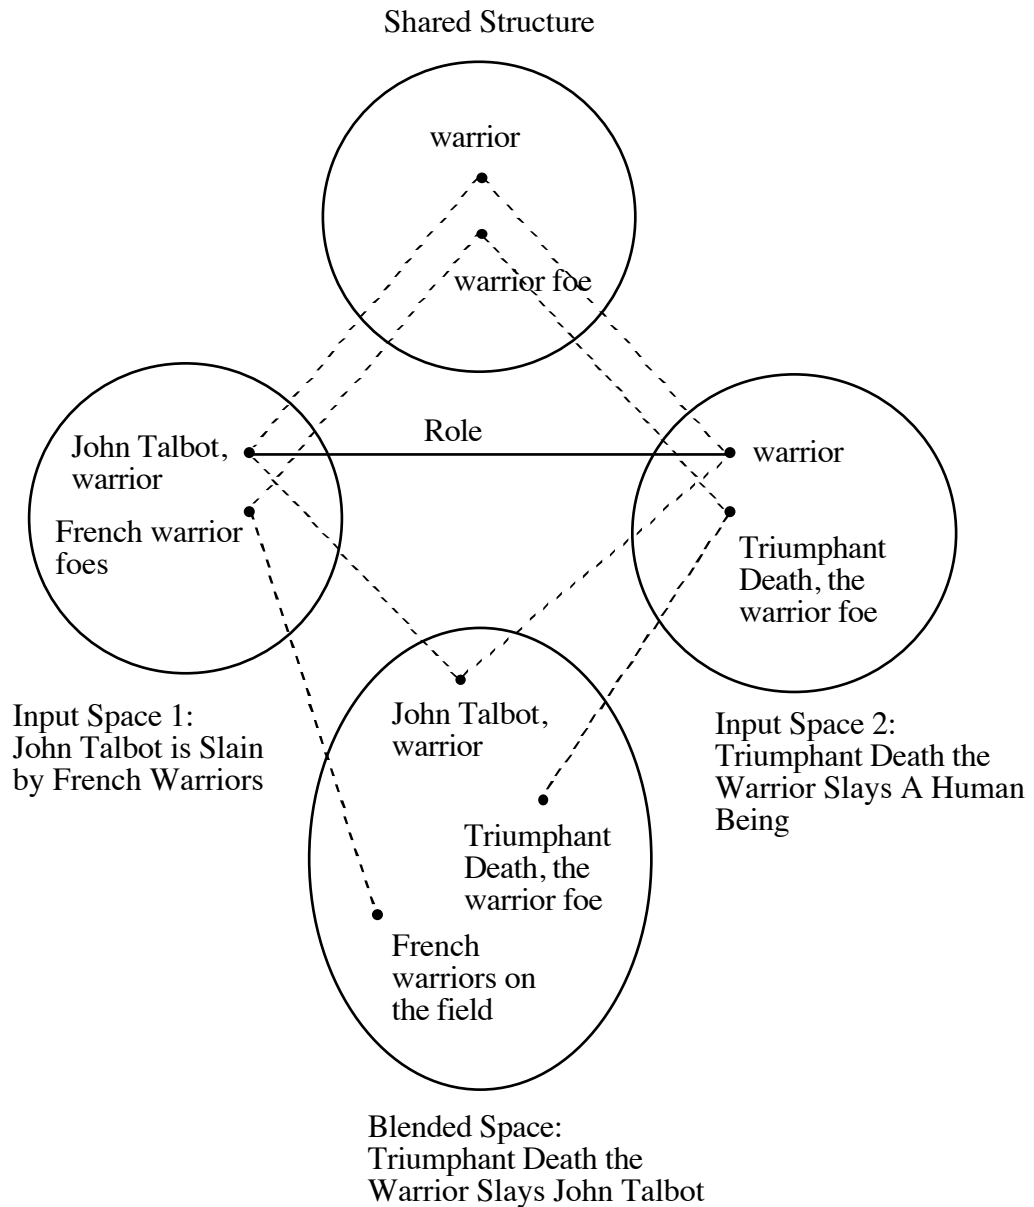 Shared Structure
warrior
warrior foe
Role
John Talbot,
warrior
French warrior
foes
warrior
Triumphant
Death, the
warrior foe
Input Space 1:
John Talbot is Slain
by French Warriors
John Talbot,
warrior
Input Space 2:
Triumphant Death the
Warrior Slays A Human
Being
Triumphant
Death, the
warrior foe
French
warriors on
the field
Blended Space:
Triumphant Death the
Warrior Slays John Talbot